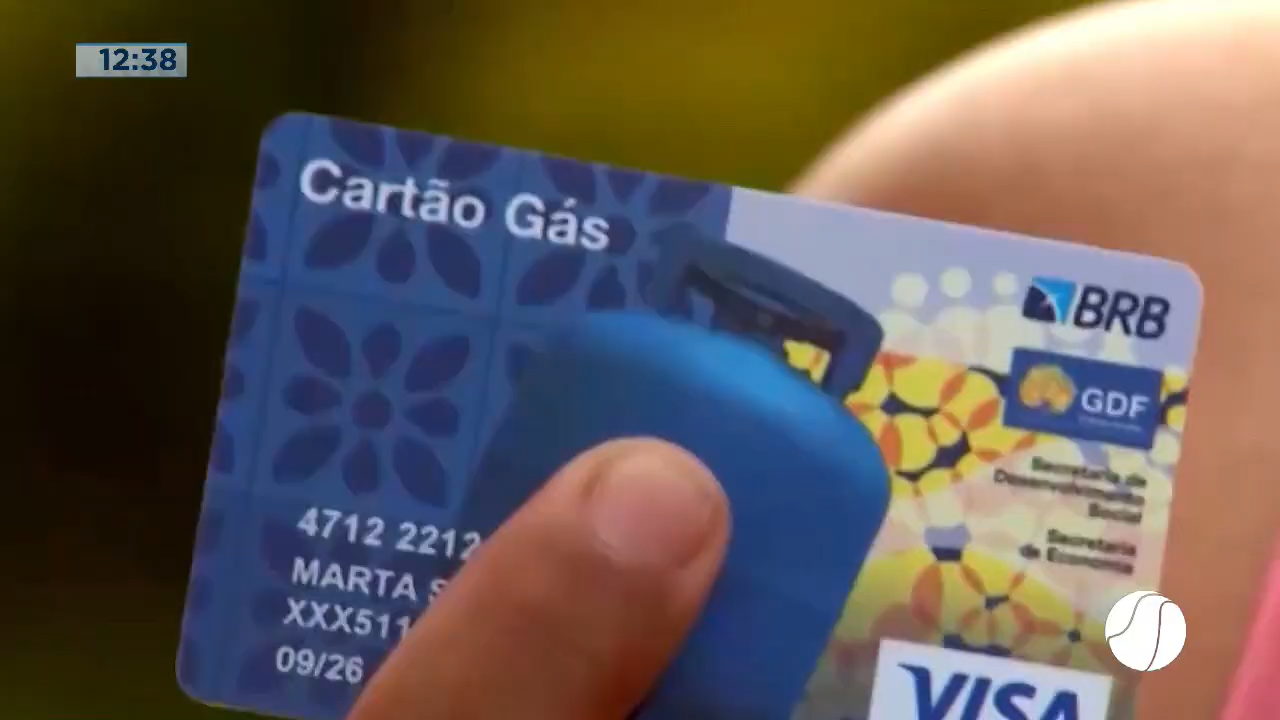 12:38
Cartão Gás
BRB
GDF
Secretaria de
Desenvolvimento
Social
Secretaria
de Economia
4712 2212
MARTA S
XXX511
09/26
VISA